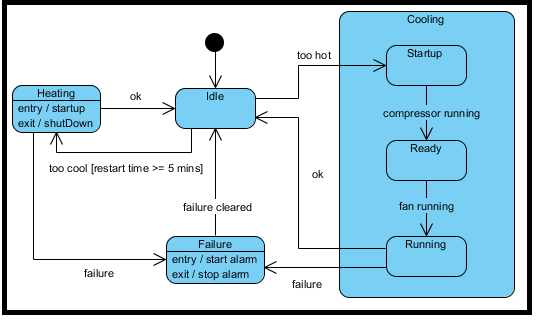 Cooling
too hot
Startup
Heating
entry / startup
exit / shutDown
ok
Idle
compressor running
Ready
too cool [restart time >= 5 mins]
ok
failure cleared
fan running
Failure
entry / start alarm
exit / stop alarm
Running
failure
failure